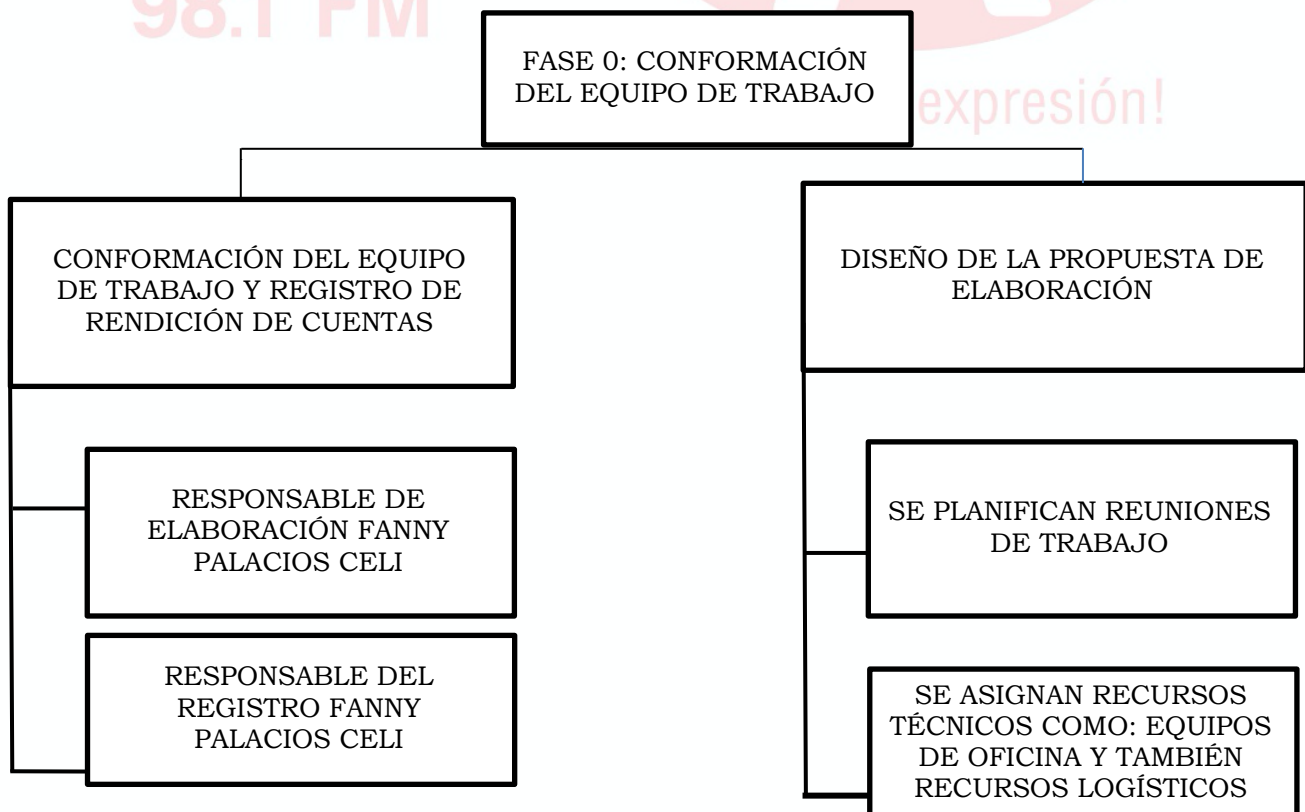 98.1 FM
expresión!
FASE 0: CONFORMACIÓN
DEL EQUIPO DE TRABAJO
CONFORMACIÓN DEL EQUIPO
DE TRABAJO Y REGISTRO DE
RENDICIÓN DE CUENTAS
RESPONSABLE DE
ELABORACIÓN FANNY
PALACIOS CELI
RESPONSABLE DEL
REGISTRO FANNY
PALACIOS CELI
DISEÑO DE LA PROPUESTA DE
ELABORACIÓN
SE PLANIFICAN REUNIONES
DE TRABAJO
SE ASIGNAN RECURSOS
TÉCNICOS COMO: EQUIPOS
DE OFICINA Y TAMBIÉN
RECURSOS LOGÍSTICOS